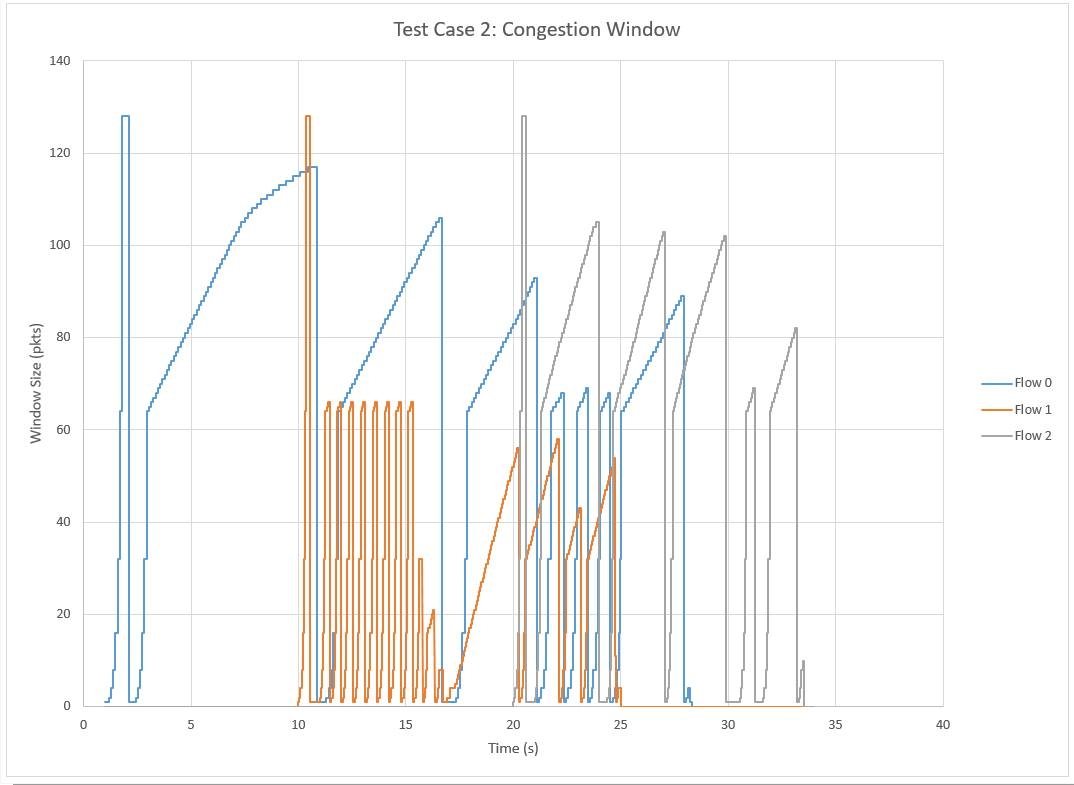 Test Case 2: Congestion Window
140
120
100
80
60
40
20
0
Window Size (pkts)
0 5 10 15 20 25 30 35 40
Time (s)
Flow 0
Flow 1
Flow 2